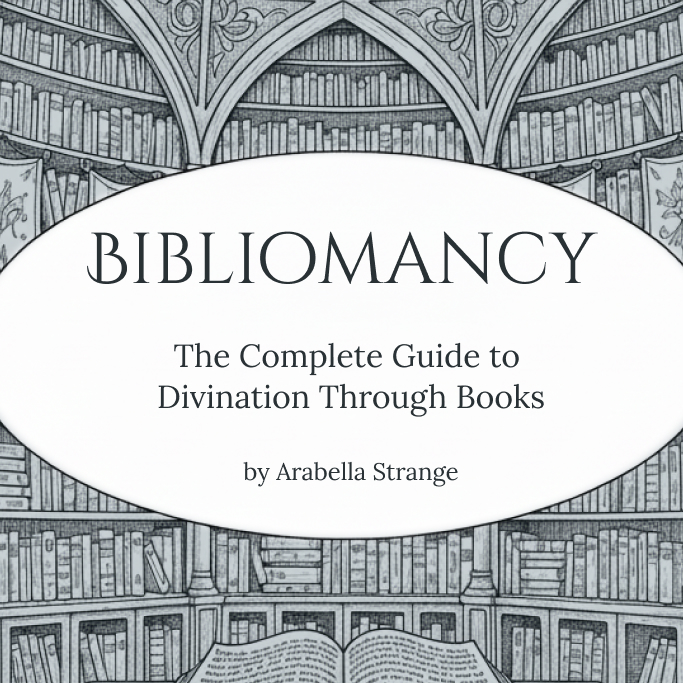 BIBLIOMANCY
The Complete Guide to
Divination Through Books
by Arabella Strange